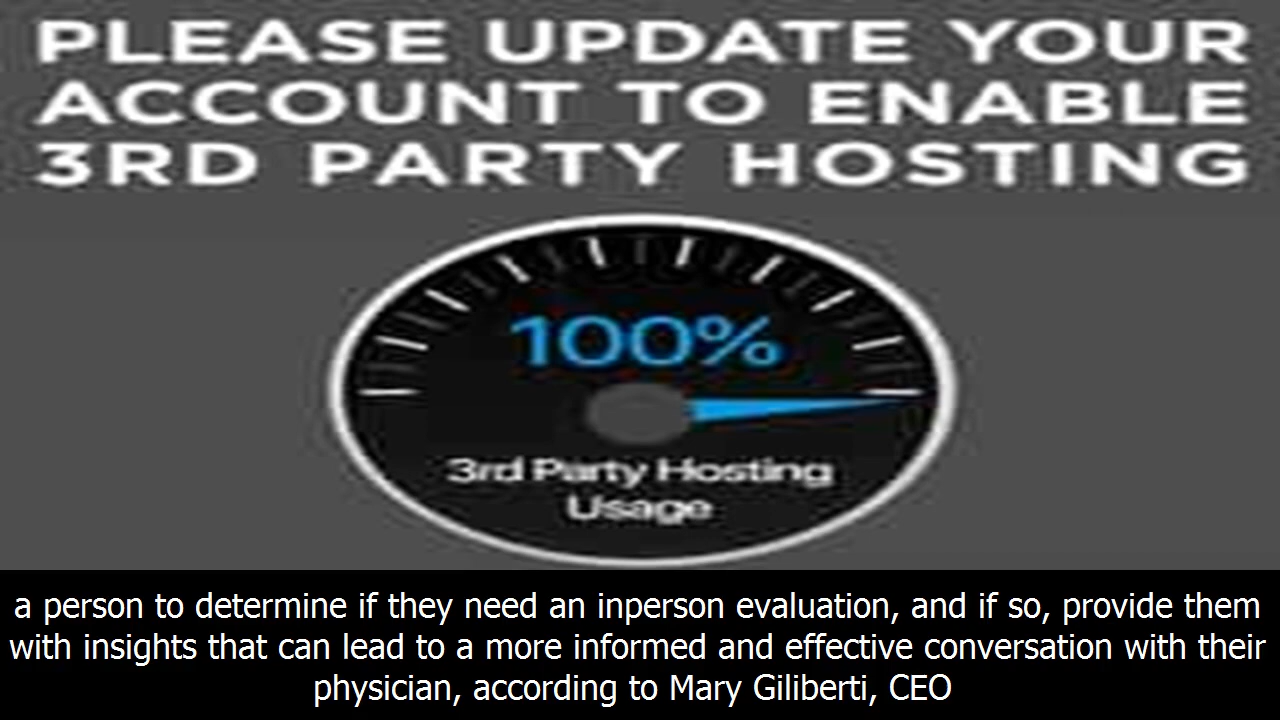 PLEASE UPDATE YOUR
ACCOUNT TO ENABLE
3RD PARTY HOSTING
100%
3rd Party Hosting
Usage
a person to determine if they need an inperson evaluation, and if so, provide them
with insights that can lead to a more informed and effective conversation with their
physician, according to Mary Giliberti, CEO